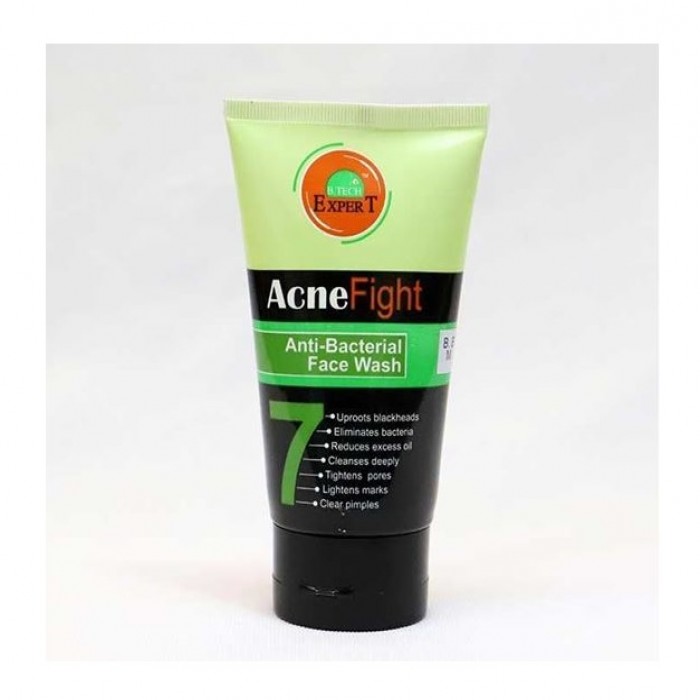 B.TECH
EXPERT
TM
AcneFight
Anti-Bacterial
Face Wash
7
Uproots blackheads
Eliminates bacteria
Reduces excess oil
Cleanses deeply
Tightens pores
Lightens marks
Clear pimples